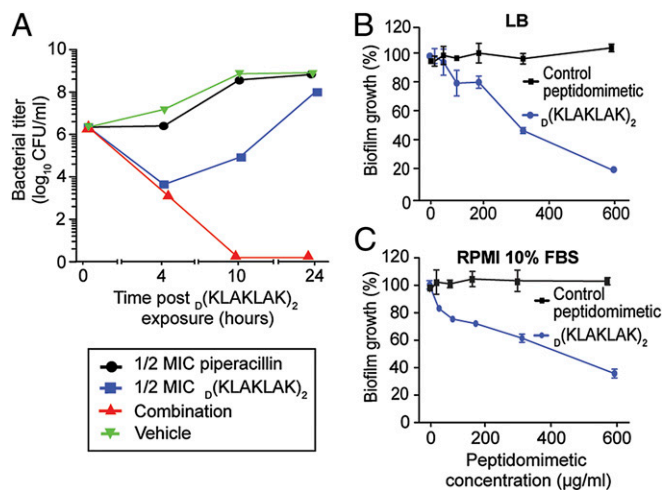 A
Bacterial titer
(log₁₀ CFU/ml)
10
8
6
4
2
0
0 4 10 24
Time post D(KLAKLAK)₂
exposure (hours)
1/2 MIC piperacillin
1/2 MIC D(KLAKLAK)₂
Combination
Vehicle
B
LB
Biofilm growth (%)
120
100
80
60
40
20
Control
peptidomimetic
D(KLAKLAK)₂
0 200 400 600
C
RPMI 10% FBS
Biofilm growth (%)
120
100
80
60
40
20
0
Control
peptidomimetic
D(KLAKLAK)₂
0 200 400 600
Peptidomimetic
concentration (µg/ml)